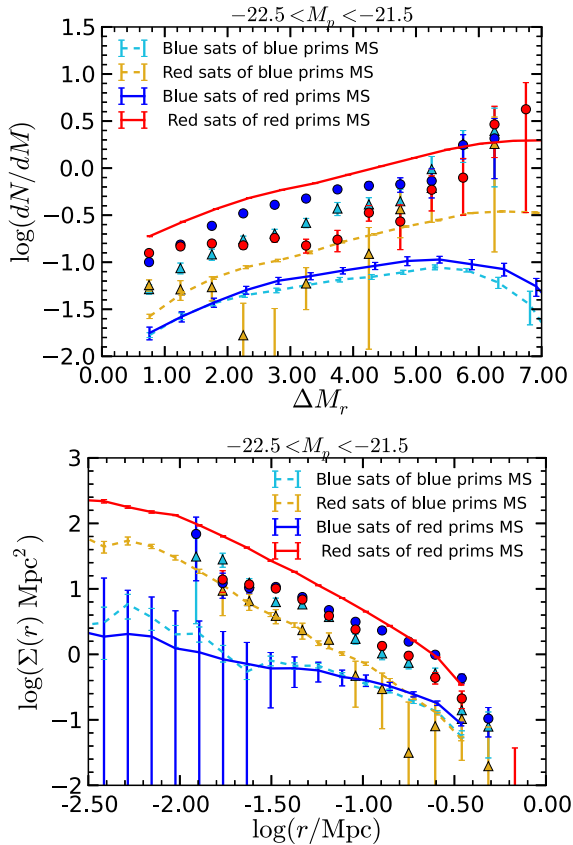 −22.5 <M_p < −21.5
Blue sats of blue prims MS
Red sats of blue prims MS
Blue sats of red prims MS
Red sats of red prims MS
log(dN/dM)
1.5
1.0
0.5
0.0
−0.5
−1.0
−1.5
−2.0
0.00 1.00 2.00 3.00 4.00 5.00 6.00 7.00
ΔM_r
−22.5 <M_p < −21.5
Blue sats of blue prims MS
Red sats of blue prims MS
Blue sats of red prims MS
Red sats of red prims MS
log(Σ(r) Mpc²)
3
2
1
0
−1
−2
-2.50 -2.00 -1.50 -1.00 -0.50 0.00
log(r/Mpc)